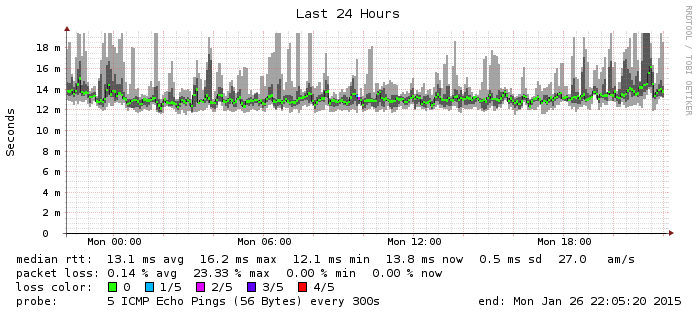 Last 24 Hours
RRDTOOL / TOBI OETIKER
Seconds
18 m
16 m
14 m
12 m
10 m
8 m
6 m
4 m
2 m
0
Mon 00:00 Mon 06:00 Mon 12:00 Mon 18:00
median rtt: 13.1 ms avg 16.2 ms max 12.1 ms min 13.8 ms now 0.5 ms sd 27.0 am/s
packet loss: 0.14 % avg 23.33 % max 0.00 % min 0.00 % now
loss color: 0 1/5 2/5 3/5 4/5
probe: 5 ICMP Echo Pings (56 Bytes) every 300s end: Mon Jan 26 22:05:20 2015